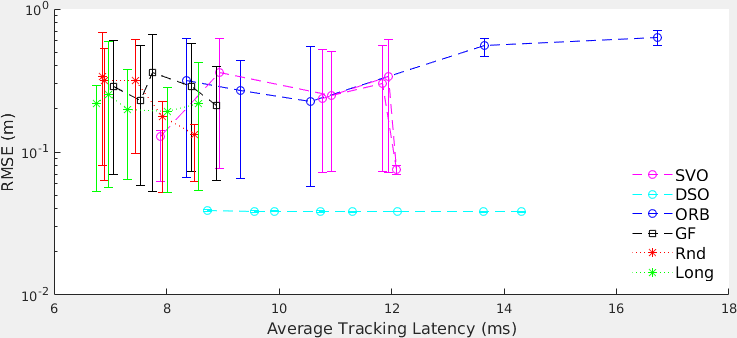 10^0
10^-1
10^-2
RMSE (m)
SVO
DSO
ORB
GF
Rnd
Long
6 8 10 12 14 16 18
Average Tracking Latency (ms)